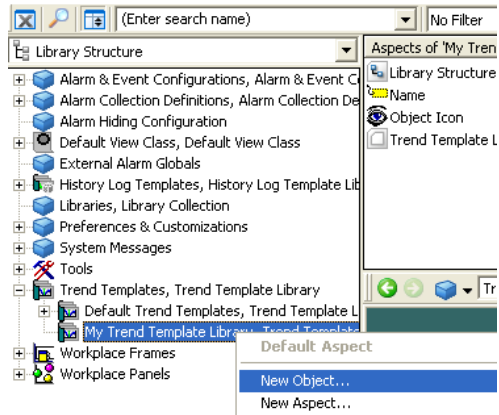 (Enter search name)
No Filter
Library Structure
Aspects of 'My Tren
Alarm & Event Configurations, Alarm & Event C
Library Structure
Alarm Collection Definitions, Alarm Collection De
Name
Alarm Hiding Configuration
Object Icon
Default View Class, Default View Class
Trend Template L
External Alarm Globals
History Log Templates, History Log Template Lib
Libraries, Library Collection
Preferences & Customizations
System Messages
Tools
Trend Templates, Trend Template Library
Tr
Default Trend Templates, Trend Template L
My Trend Template Library, Trend Template
Default Aspect
Workplace Frames
Workplace Panels
New Object...
New Aspect...